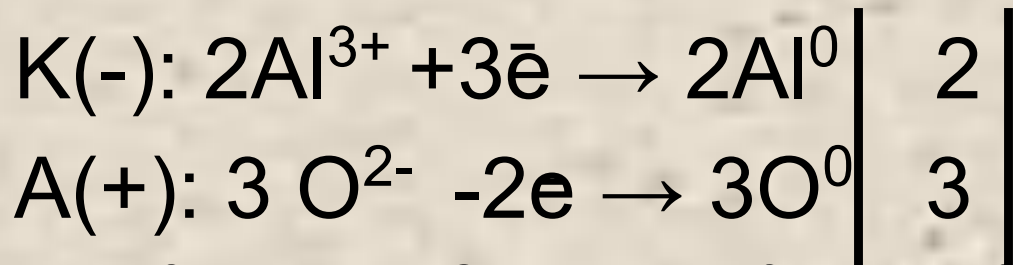 K(-): 2Al³⁺ +3ē → 2Al⁰ | 2 |
A(+): 3 O²⁻ -2e → 3O⁰ | 3 |